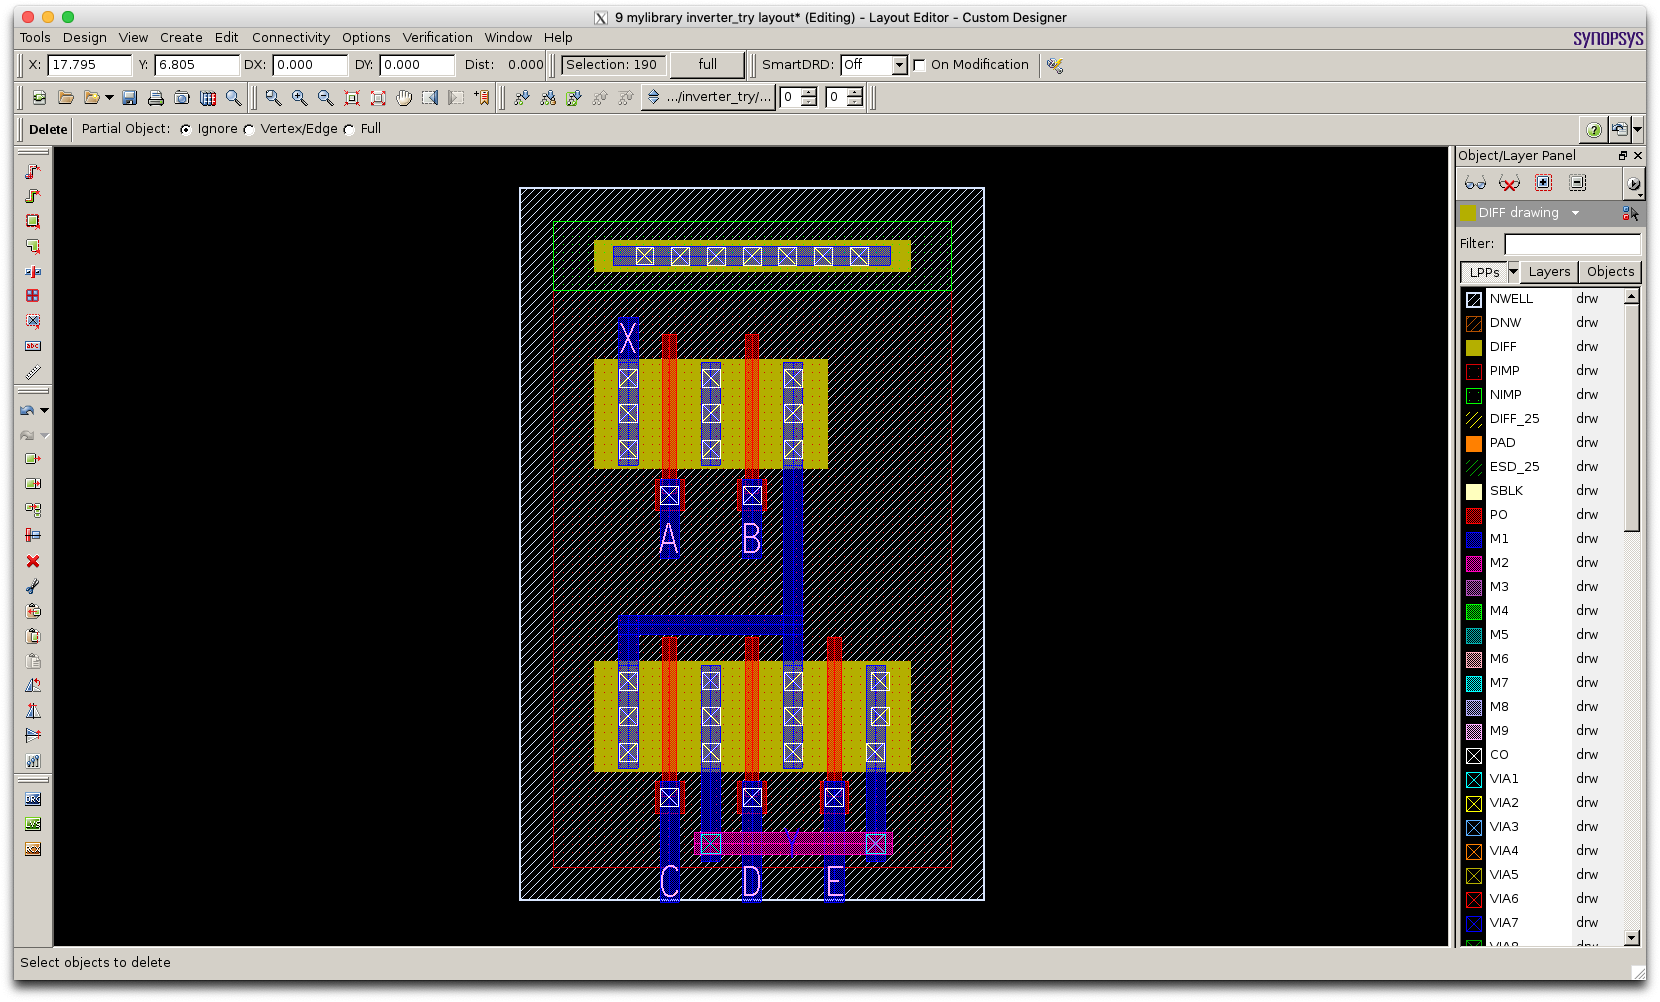 9 mylibrary inverter_try layout* (Editing) - Layout Editor - Custom Designer
Tools Design View Create Edit Connectivity Options Verification Window Help
SYNOPSYS
X: 17.795 Y: 6.805 DX: 0.000 DY: 0.000 Dist: 0.000 Selection: 190 full SmartDRD: Off On Modification
.../inverter_try/... 0 0
Delete Partial Object: Ignore Vertex/Edge Full
Object/Layer Panel
DIFF drawing
Filter:
LPPs Layers Objects
NWELL drw
DNW drw
DIFF drw
PIMP drw
NIMP drw
DIFF_25 drw
PAD drw
ESD_25 drw
SBLK drw
PO drw
M1 drw
M2 drw
M3 drw
M4 drw
M5 drw
M6 drw
M7 drw
M8 drw
M9 drw
CO drw
VIA1 drw
VIA2 drw
VIA3 drw
VIA4 drw
VIA5 drw
VIA6 drw
VIA7 drw
VIA8 drw
X
A B
Y
C D E
abc
DRC
LVS
RCX
Select objects to delete